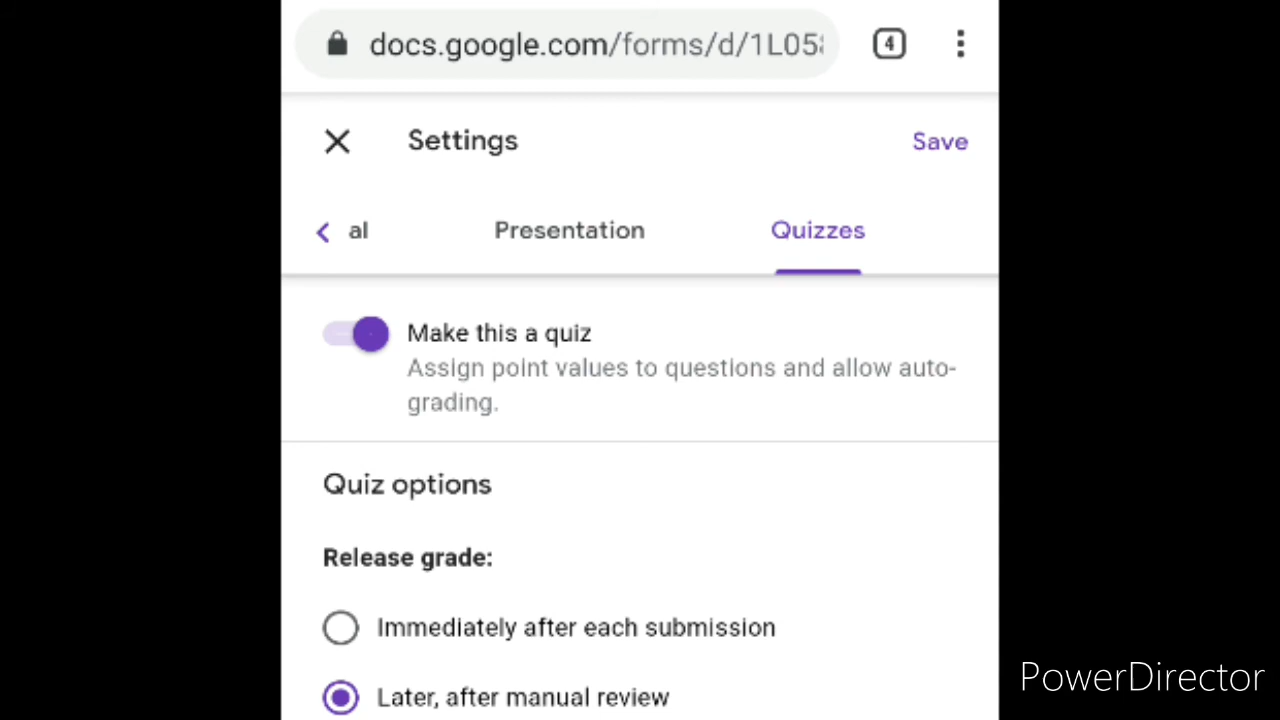 docs.google.com/forms/d/1L058
4
Settings
Save
al
Presentation
Quizzes
Make this a quiz
Assign point values to questions and allow auto-
grading.
Quiz options
Release grade:
Immediately after each submission
Later, after manual review
PowerDirector